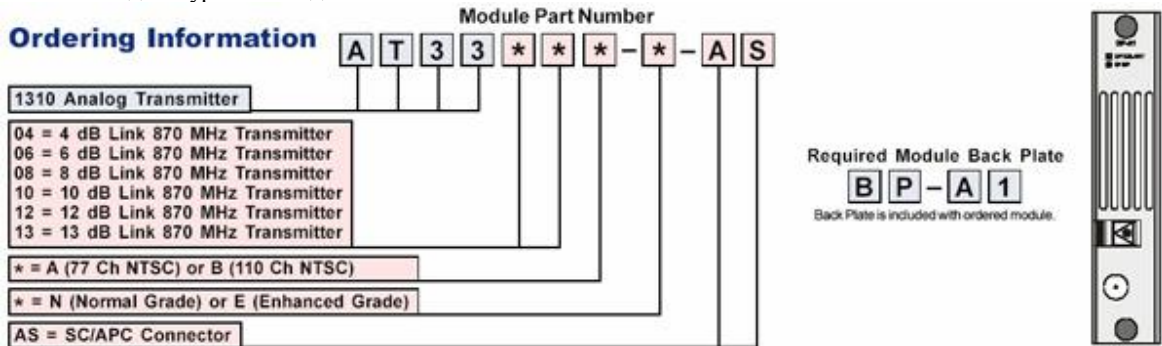 Module Part Number
Ordering Information
A T 3 3 * * * - * - A S
1310 Analog Transmitter
04 = 4 dB Link 870 MHz Transmitter
06 = 6 dB Link 870 MHz Transmitter
08 = 8 dB Link 870 MHz Transmitter
10 = 10 dB Link 870 MHz Transmitter
12 = 12 dB Link 870 MHz Transmitter
13 = 13 dB Link 870 MHz Transmitter
* = A (77 Ch NTSC) or B (110 Ch NTSC)
* = N (Normal Grade) or E (Enhanced Grade)
AS = SC/APC Connector
Required Module Back Plate
B P - A 1
Back Plate is included with ordered module.